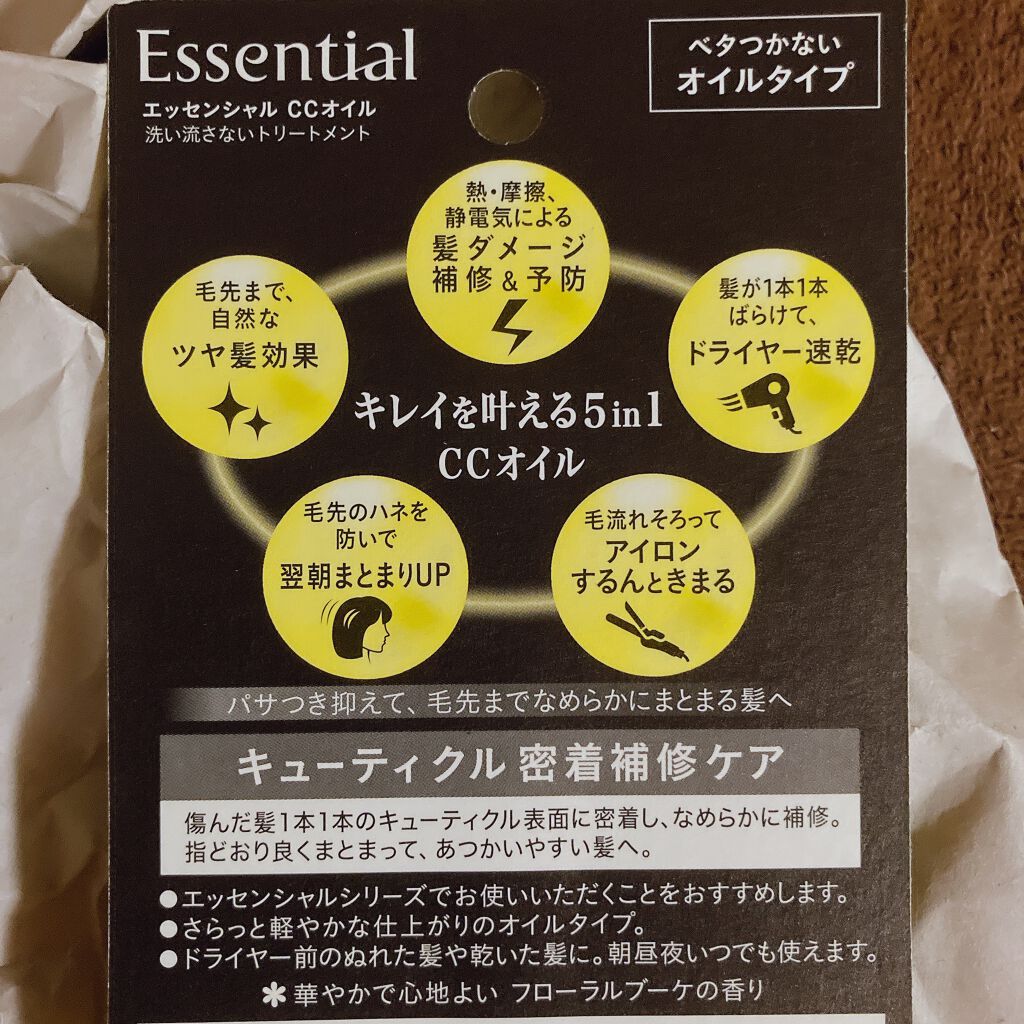 Essential
エッセンシャル CCオイル
洗い流さないトリートメント
ベタつかない
オイルタイプ
熱・摩擦、
静電気による
髪ダメージ
補修&予防
毛先まで、
自然な
ツヤ髪効果
髪が1本1本
ばらけて、
ドライヤー速乾
キレイを叶える5in1
CCオイル
毛先のハネを
防いで
翌朝まとまりUP
毛流れそろって
アイロン
するんときまる
パサつき抑えて、毛先までなめらかにまとまる髪へ
キューティクル 密着補修ケア
傷んだ髪1本1本のキューティクル表面に密着し、なめらかに補修。
指どおり良くまとまって、あつかいやすい髪へ。
●エッセンシャルシリーズでお使いいただくことをおすすめします。
●さらっと軽やかな仕上がりのオイルタイプ。
●ドライヤー前のぬれた髪や乾いた髪に。朝昼夜いつでも使えます。
＊華やかで心地よい フローラルブーケの香り